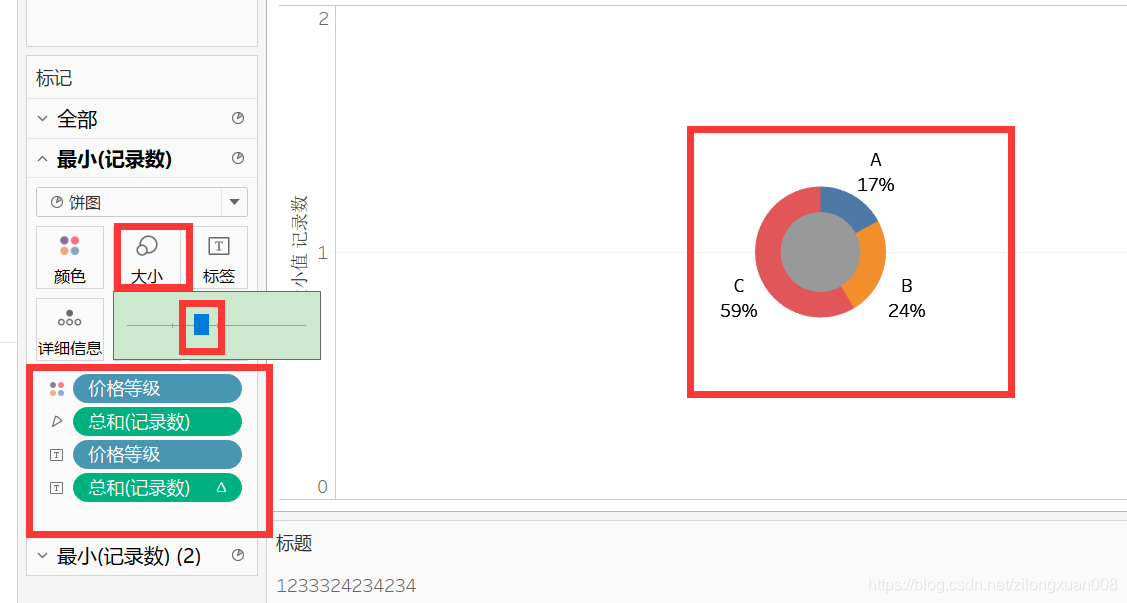 标记
全部
最小(记录数)
饼图
颜色
大小
T
标签
详细信息
价格等级
总和(记录数)
T
价格等级
T
总和(记录数) Δ
最小(记录数) (2)
2
1
0
小值 记录数
A
17%
B
24%
C
59%
标题
1233324234234
https://blog.csdn.net/zilongxuan008